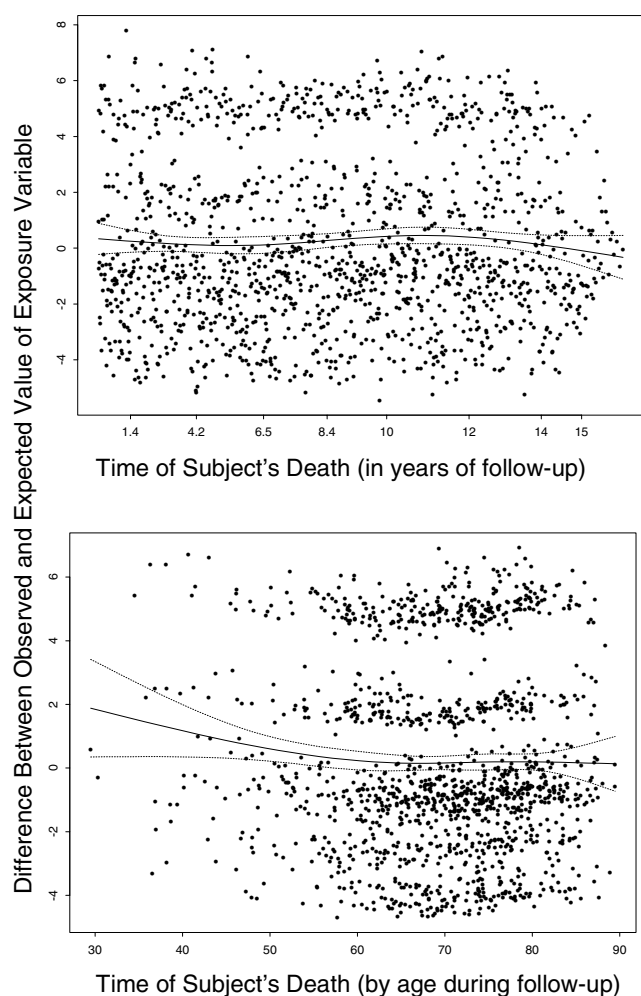 Difference Between Observed and Expected Value of Exposure Variable
8
6
4
2
0
-2
-4
1.4 4.2 6.5 8.4 10 12 14 15
Time of Subject's Death (in years of follow-up)
6
4
2
0
-2
-4
30 40 50 60 70 80 90
Time of Subject's Death (by age during follow-up)